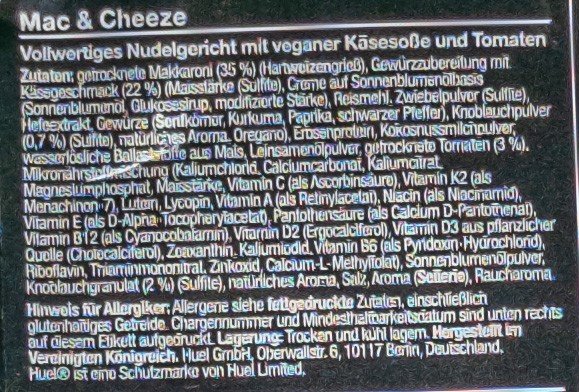 Mac & Cheeze
Vollwertiges Nudelgericht mit veganer Käsesoße und Tomaten
Zutaten: getrocknete Makkaroni (35 %) (Hartweizengrieß), Gewürzzubereitung mit
Käsegeschmack (22 %) (Maisstärke (Sulfite), Creme auf Sonnenblumenölbasis
(Sonnenblumenöl, Glukosesirup, modifizierte Stärke), Reismehl, Zwiebelpulver (Sulfite),
Hefeextrakt, Gewürze (Senfkörner, Kurkuma, Paprika, schwarzer Pfeffer), Knoblauchpulver
(0,7 %) (Sulfite), natürliches Aroma, Oregano), Erbsenprotein, Kokosnussmilchpulver,
wasserlösliche Ballaststoffe aus Mais, Leinsamenpulver, getrocknete Tomaten (3 %),
Mikronährstoffmischung (Kaliumchlorid, Calciumcarbonat, Kaliumcitrat,
Magnesiumphosphat, Maisstärke, Vitamin C (als Ascorbinsäure), Vitamin K2 (als
Menachinon-7), Lutein, Lycopin, Vitamin A (als Retinylacetat), Niacin (als Niacinamid),
Vitamin E (als D-Alpha-Tocopherylacetat), Pantothensäure (als Calcium D-Pantothenat),
Vitamin B12 (als Cyanocobalamin), Vitamin D2 (Ergocalciferol), Vitamin D3 aus pflanzlicher
Quelle (Cholecalciferol), Zeaxanthin, Kaliumiodid, Vitamin B6 (als Pyridoxin-Hydrochlorid),
Riboflavin, Thiaminmononitrat, Zinkoxid, Calcium-L-Methylfolat), Sonnenblumenölpulver,
Knoblauchgranulat (2 %) (Sulfite), natürliches Aroma, Salz, Aroma (Sellerie), Raucharoma.
Hinweis für Allergiker: Allergene siehe fettgedruckte Zutaten, einschließlich
glutenhaltiges Getreide. Chargennummer und Mindesthaltbarkeitsdatum sind unten rechts
auf diesem Etikett aufgedruckt. Lagerung: Trocken und kühl lagern. Hergestellt im
Vereinigten Königreich. Huel GmbH, Oberwallstr. 6, 10117 Berlin, Deutschland.
Huel® ist eine Schutzmarke von Huel Limited.